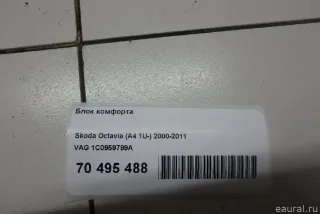 Блок комфорта
Skoda Octavia (A4 1U-) 2000-2011
VAG 1C0959799A
70 495 488
eaural.ru